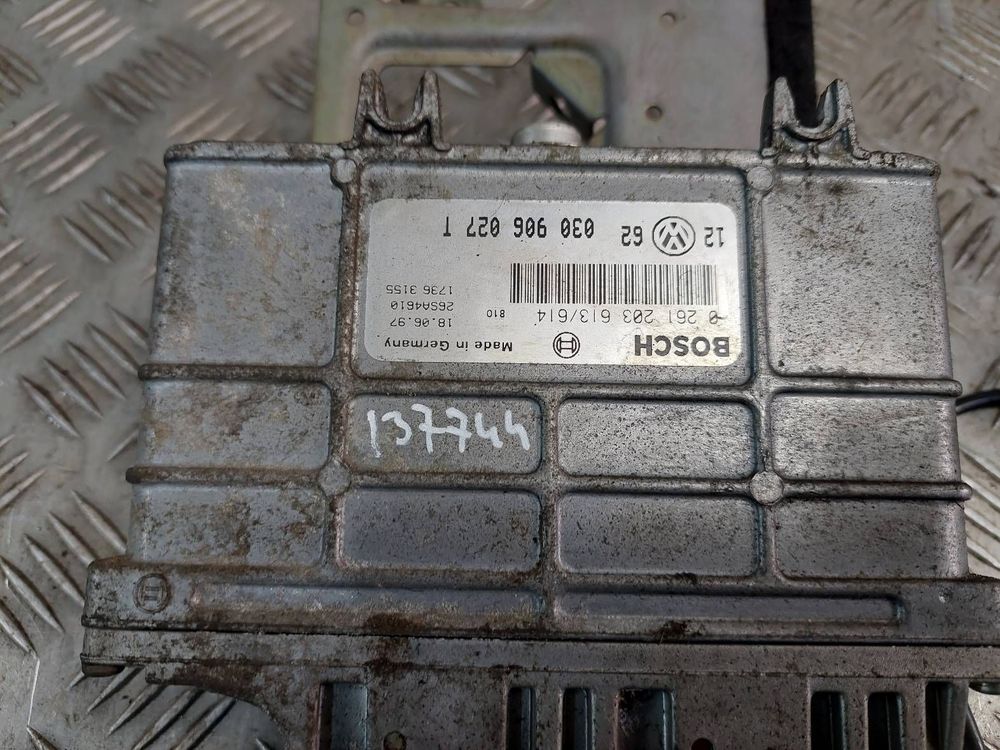 BOSCH Made in Germany
0 261 203 613/614 810 18.06.97
26SA4610
1736 3155
12 62 030 906 027 T
137744